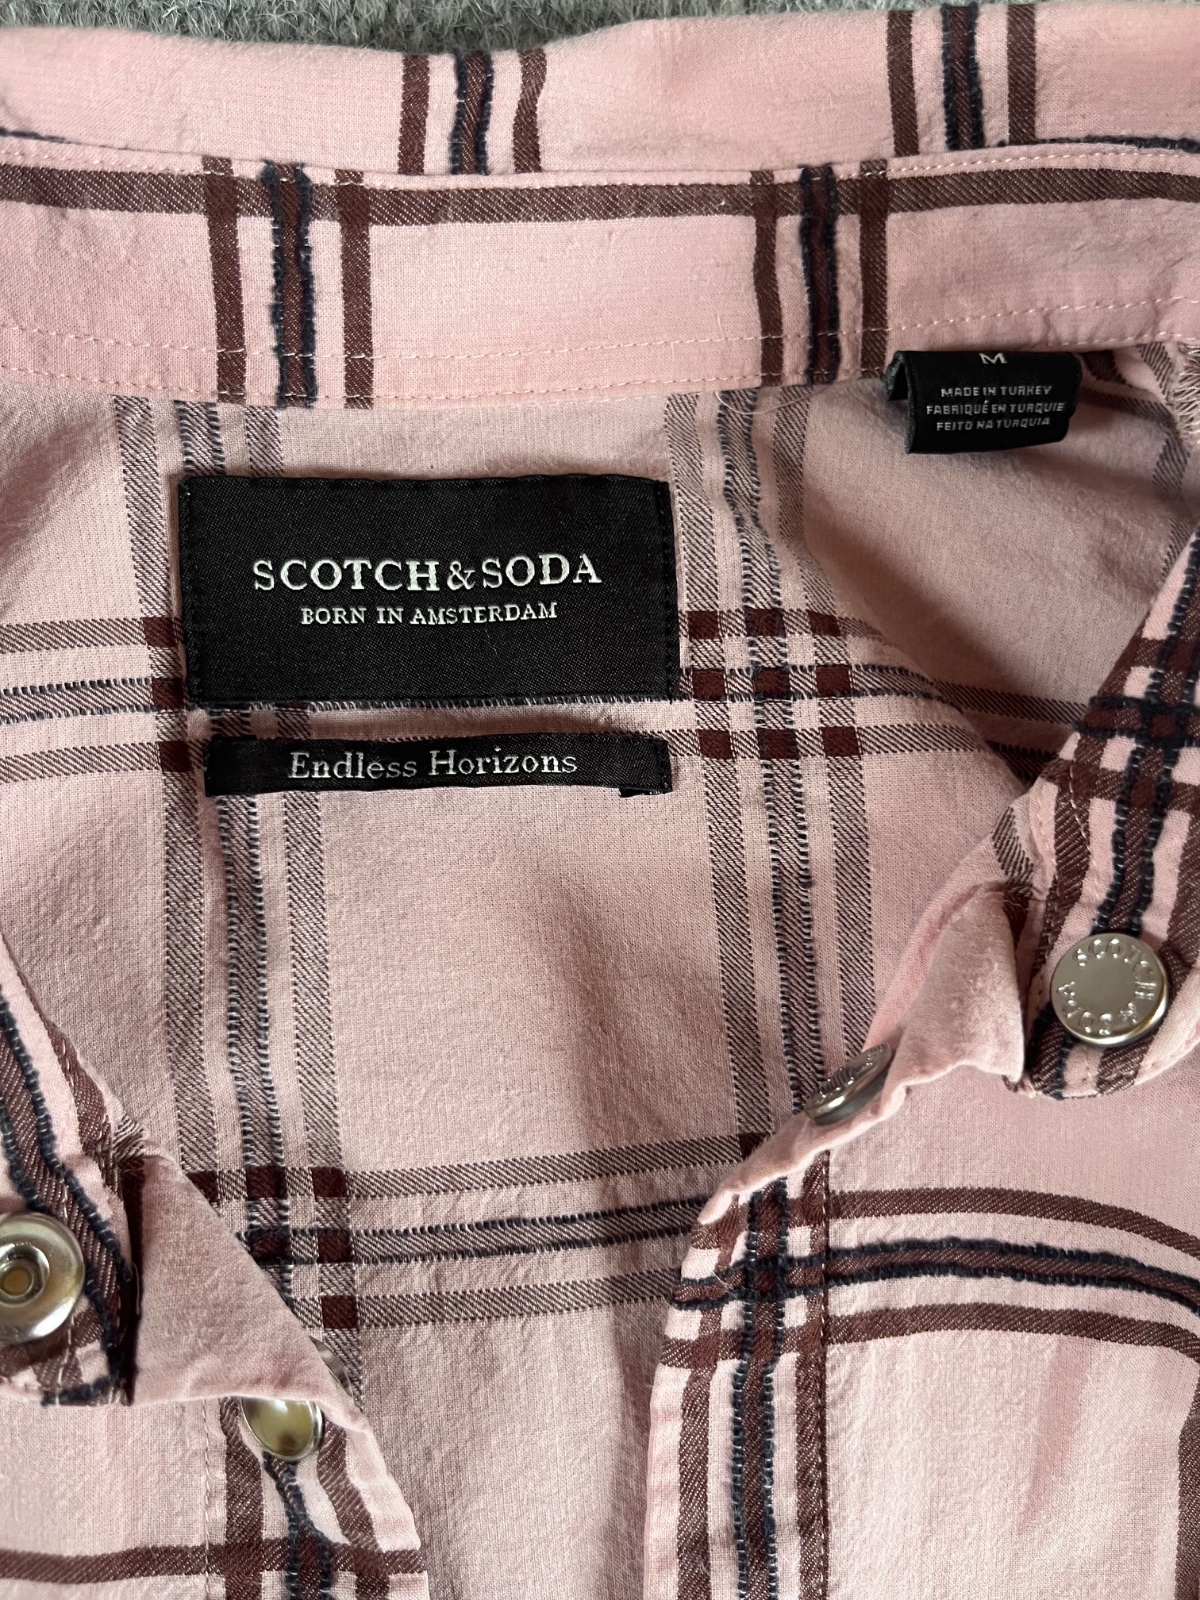 M
MADE IN TURKEY
FABRIQUÉ EN TURQUIE
FEITO NA TURQUIA
SCOTCH & SODA
BORN IN AMSTERDAM
Endless Horizons
SCOTCH & SODA